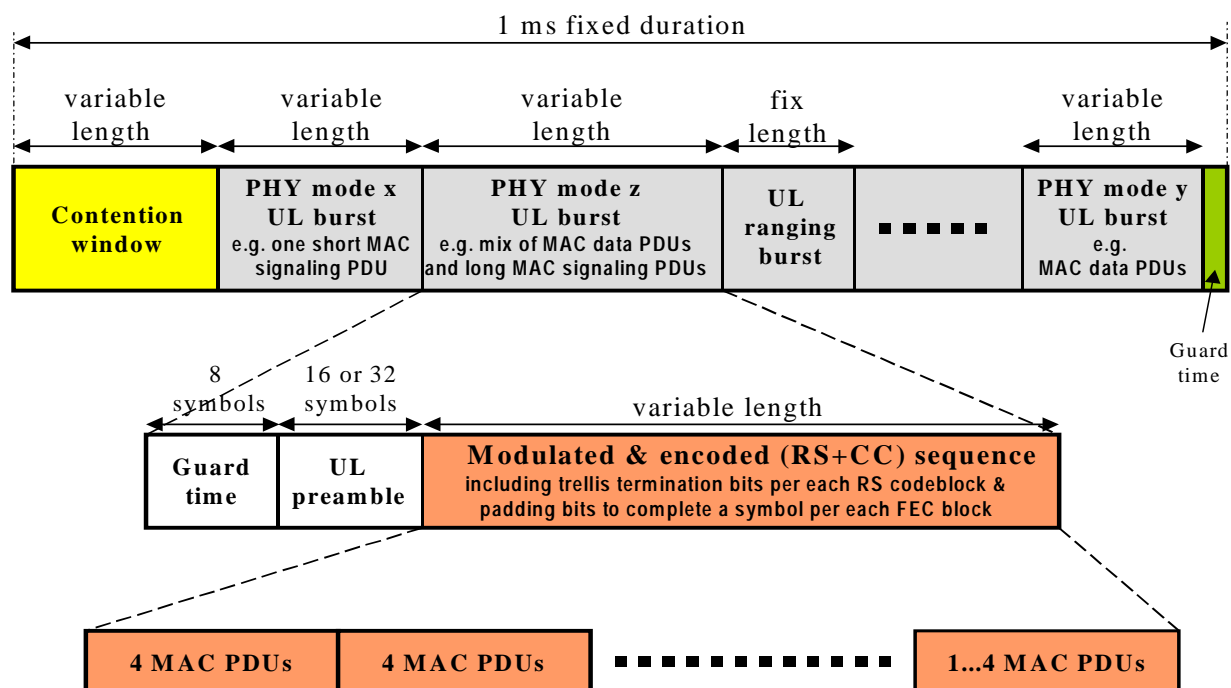 1 ms fixed duration
variable
length
variable
length
variable
length
fix
length
variable
length
Contention
window
PHY mode x
UL burst
e.g. one short MAC
signaling PDU
PHY mode z
UL burst
e.g. mix of MAC data PDUs
and long MAC signaling PDUs
UL
ranging
burst
PHY mode y
UL burst
e.g.
MAC data PDUs
Guard
time
8
symbols
16 or 32
symbols
variable length
Guard
time
UL
preamble
Modulated & encoded (RS+CC) sequence
including trellis termination bits per each RS codeblock &
padding bits to complete a symbol per each FEC block
4 MAC PDUs
4 MAC PDUs
1...4 MAC PDUs